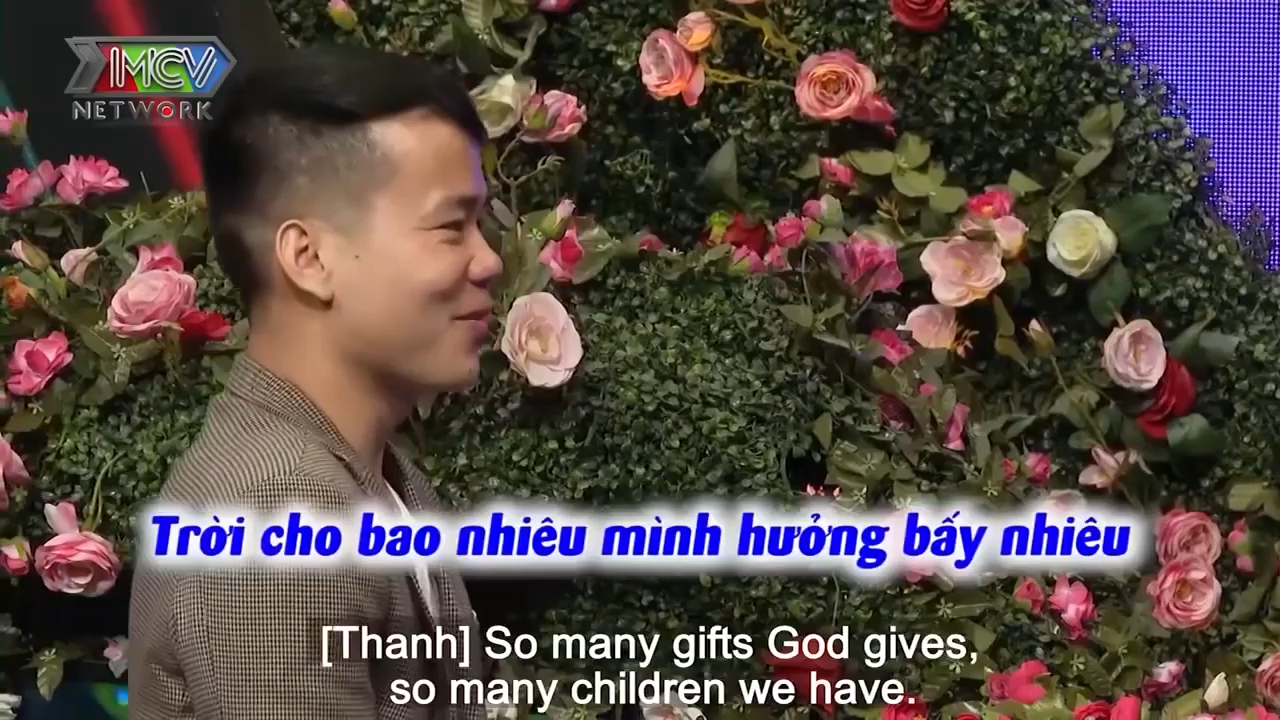 MCV
NETWORK
Trời cho bao nhiêu mình hưởng bấy nhiêu
[Thanh] So many gifts God gives,
so many children we have.